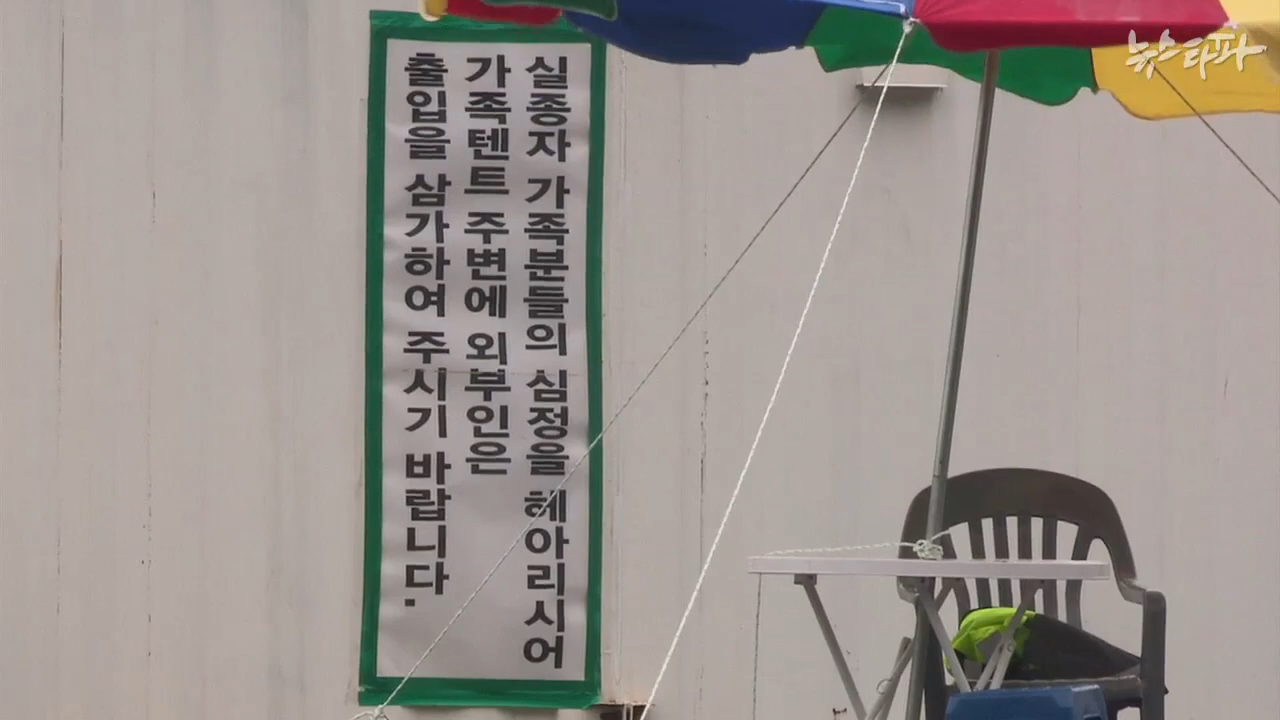 실종자 가족분들의 심정을 헤아리시어
가족텐트 주변에 외부인은
출입을 삼가하여 주시기 바랍니다.
뉴스타파